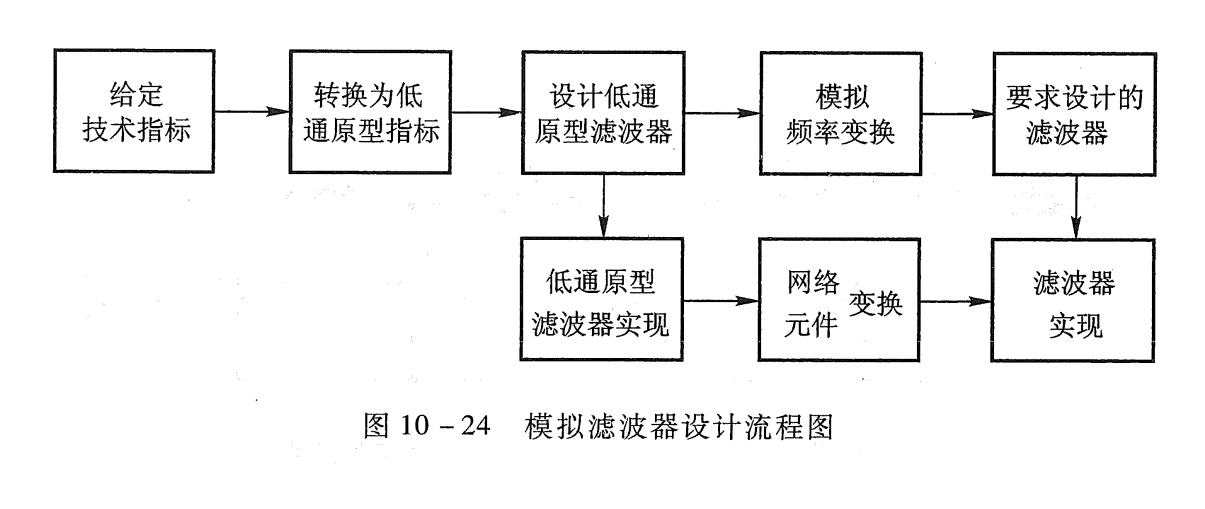 给定
技术指标
转换为低
通原型指标
设计低通
原型滤波器
模拟
频率变换
要求设计的
滤波器
低通原型
滤波器实现
网络
元件
变换
滤波器
实现
图 10－24 模拟滤波器设计流程图